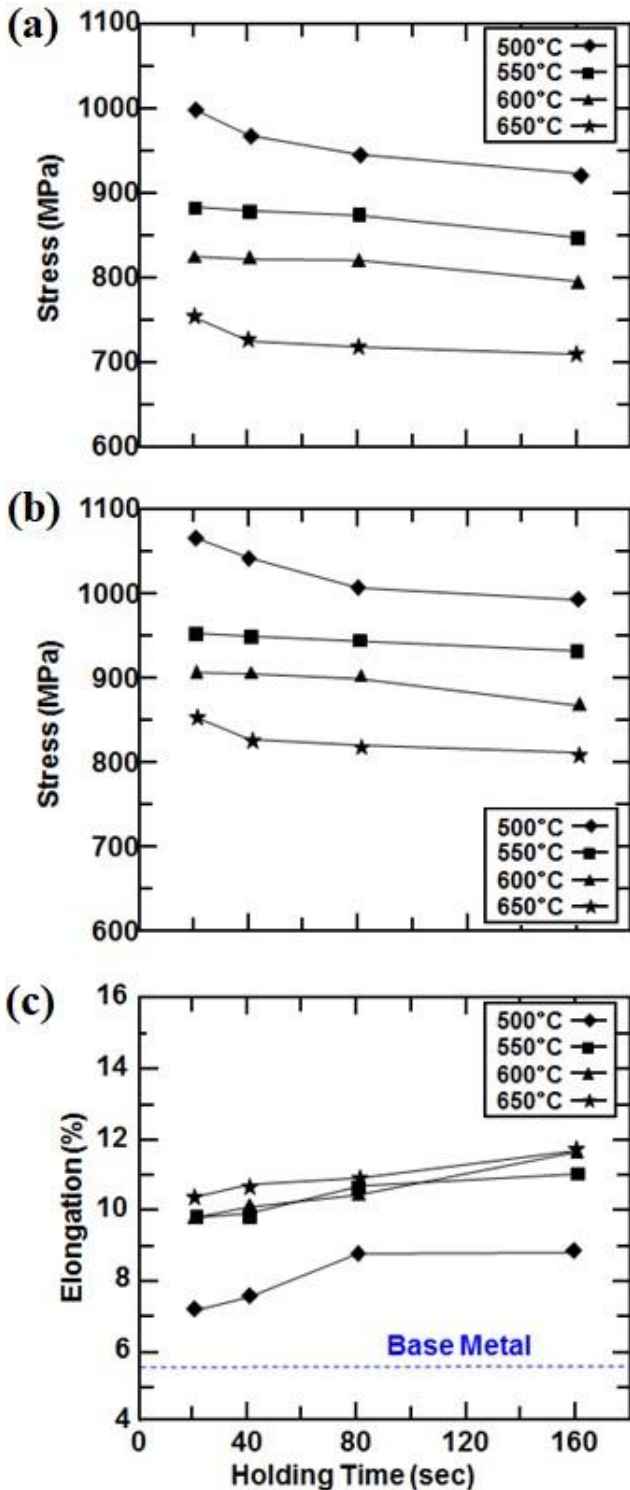 (a)
1100
1000
900
800
700
600
Stress (MPa)
500°C
550°C
600°C
650°C
(b)
1100
1000
900
800
700
600
Stress (MPa)
500°C
550°C
600°C
650°C
(c)
16
14
12
10
8
6
4
Elongation (%)
500°C
550°C
600°C
650°C
Base Metal
0 40 80 120 160
Holding Time (sec)